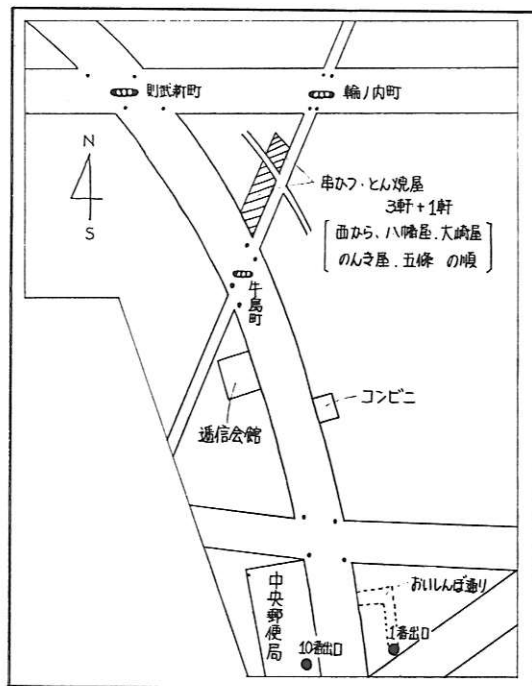 則武新町
輪ノ内町
N
S
串かつ・とん焼屋
3軒+1軒
西から、八幡屋、大崎屋
のんき屋、五條 の順
牛島町
コンビニ
逓信会館
おいしんぼ通り
中央郵便局
10番出口
1番出口